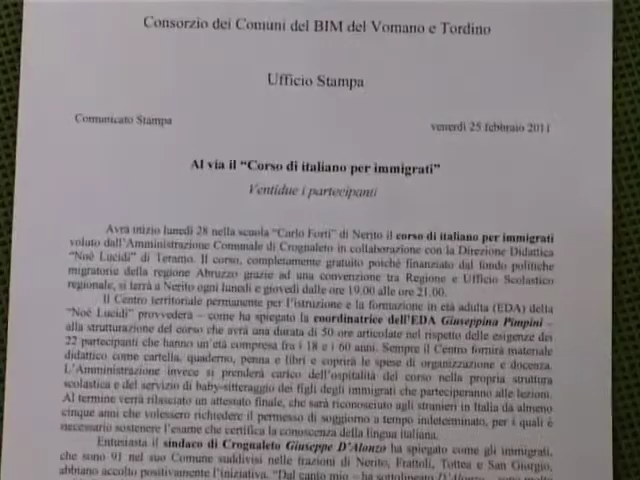 Consorzio dei Comuni del BIM del Vomano e Tordino
Ufficio Stampa
Comunicato Stampa
venerdì 25 febbraio 2011
Al via il “Corso di italiano per immigrati”
Ventidue i partecipanti
Avrà inizio lunedì 28 nella scuola “Carlo Forti” di Nerito il corso di italiano per immigrati
voluto dall'Amministrazione Comunale di Crognaleto in collaborazione con la Direzione Didattica
“Noè Lucidi” di Teramo. Il corso, completamente gratuito poiché finanziato dal fondo politiche
migratorie della regione Abruzzo grazie ad una convenzione tra Regione e Ufficio Scolastico
regionale, si terrà a Nerito ogni lunedì e giovedì dalle ore 19.00 alle ore 21.00.
Il Centro territoriale permanente per l'istruzione e la formazione in età adulta (EDA) della
“Noè Lucidi” provvederà – come ha spiegato la coordinatrice dell'EDA Giuseppina Pimpini –
alla strutturazione del corso che avrà una durata di 50 ore articolate nel rispetto delle esigenze dei
22 partecipanti che hanno un'età compresa fra i 18 e i 60 anni. Sempre il Centro fornirà materiale
didattico come cartella, quaderno, penna e libri e coprirà le spese di organizzazione e docenza.
L'Amministrazione invece si prenderà carico dell'ospitalità del corso nella propria struttura
scolastica e del servizio di baby-sitteraggio dei figli degli immigrati che parteciperanno alle lezioni.
Al termine verrà rilasciato un attestato finale, che sarà riconosciuto agli stranieri in Italia da almeno
cinque anni che volessero richiedere il permesso di soggiorno a tempo indeterminato, per i quali è
necessario sostenere l'esame che certifica la conoscenza della lingua italiana.
Entusiasta il sindaco di Crognaleto Giuseppe D'Alonzo ha spiegato come gli immigrati,
che sono 91 nel suo Comune suddivisi nelle frazioni di Nerito, Frattoli, Tottea e San Giorgio,
abbiano accolto positivamente l'iniziativa. “Dal canto mio – ha sottolineato D'Alonzo